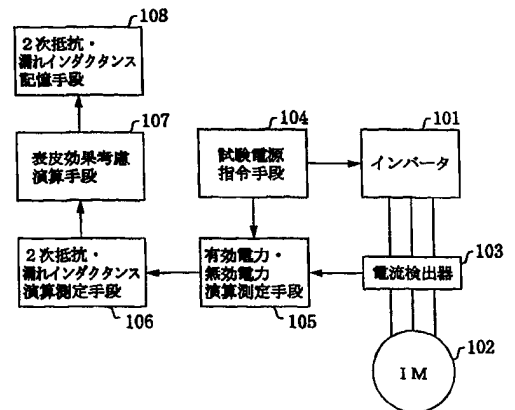 108
2次抵抗・
漏れインダクタンス
記憶手段
107
表皮効果考慮
演算手段
104
試験電源
指令手段
101
インバータ
2次抵抗・
漏れインダクタンス
演算測定手段
106
有効電力・
無効電力
演算測定手段
105
103
電流検出器
102
IM